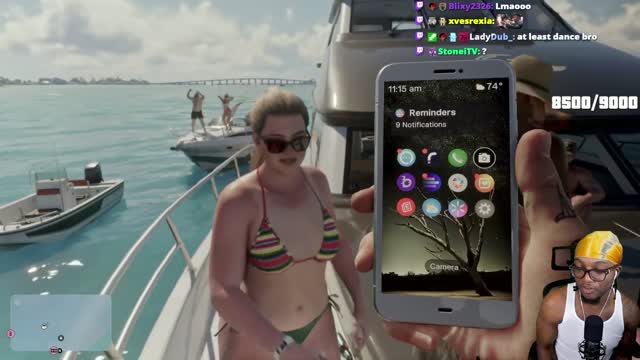 Blixy2326: Lmaooo
xvesrexia:
LadyDub_: at least dance bro
StoneiTV: ?
11:15 am
74°
Reminders
9 Notifications
8500/9000
Camera